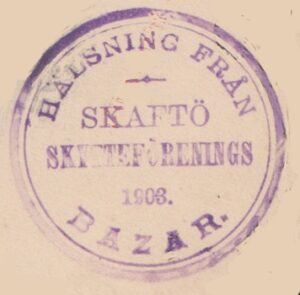 HÄLSNING FRÅN
SKAFTÖ
SKYTTEFÖRENINGS
1903.
BAZAR.